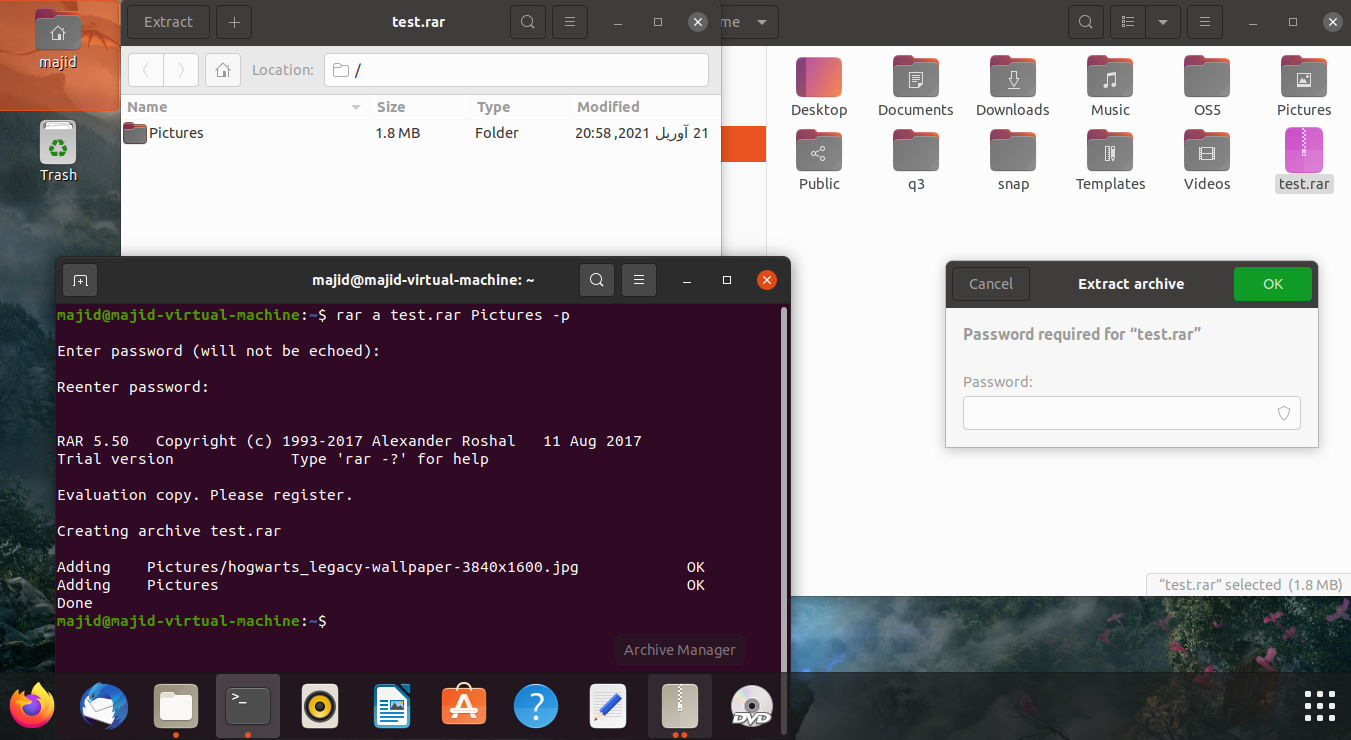 majid
Trash
Extract
test.rar
Location:
/
Name Size Type Modified
Pictures 1.8 MB Folder 21 آوریل 2021, 20:58
me
Desktop Documents Downloads Music OS5 Pictures
Public q3 snap Templates Videos test.rar
majid@majid-virtual-machine: ~
majid@majid-virtual-machine:~$ rar a test.rar Pictures -p
Enter password (will not be echoed):
Reenter password:
RAR 5.50 Copyright (c) 1993-2017 Alexander Roshal 11 Aug 2017
Trial version Type 'rar -?' for help
Evaluation copy. Please register.
Creating archive test.rar
Adding Pictures/hogwarts_legacy-wallpaper-3840x1600.jpg OK
Adding Pictures OK
Done
majid@majid-virtual-machine:~$
Cancel
Extract archive
OK
Password required for “test.rar”
Password:
“test.rar” selected (1.8 MB)
Archive Manager
>_
A
?
DVD